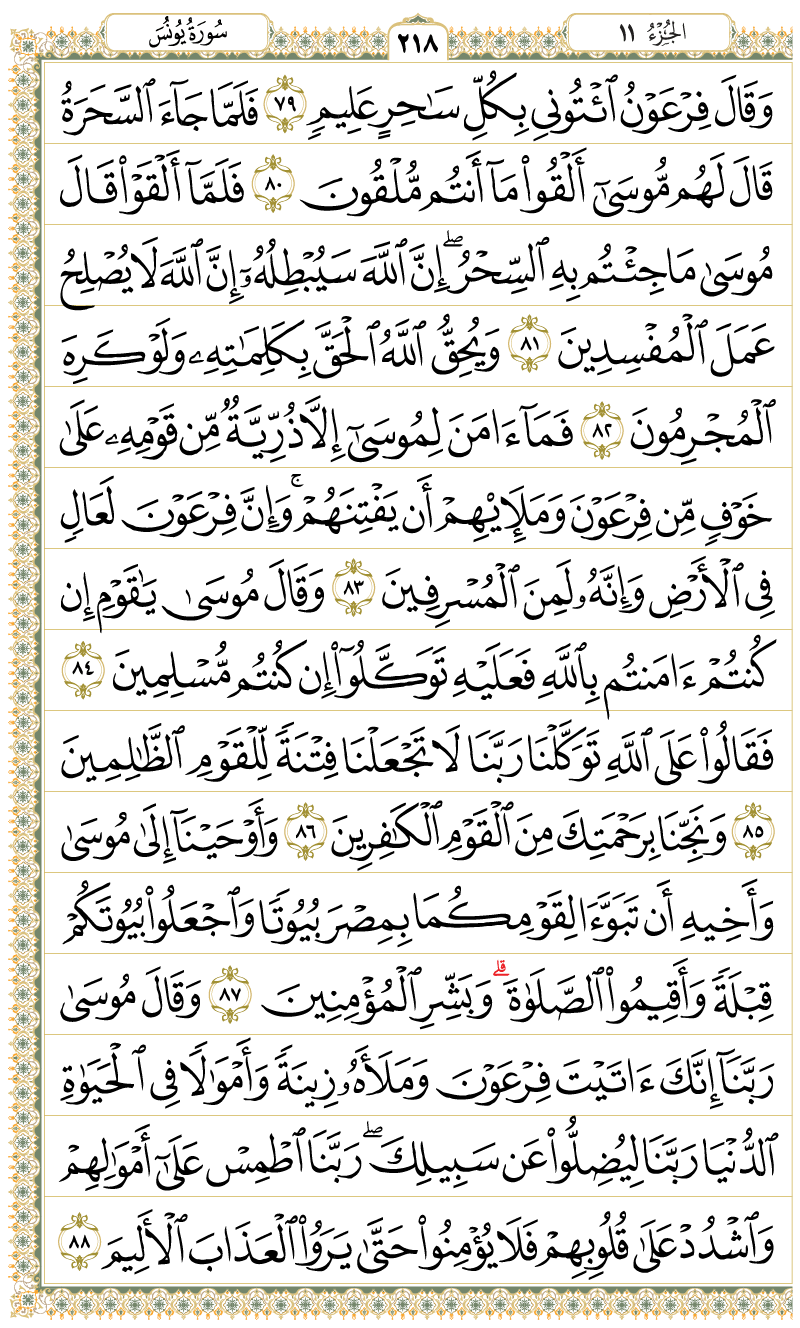 الجُزْءُ ١١
٢١٨
سُورَةُ يُونُسَ
وَقَالَ فِرْعَوْنُ ٱئْتُونِى بِكُلِّ سَـٰحِرٍ عَلِيمٍ ٧٩ فَلَمَّا جَآءَ ٱلسَّحَرَةُ
قَالَ لَهُم مُّوسَىٰٓ أَلْقُوا۟ مَآ أَنتُم مُّلْقُونَ ٨٠ فَلَمَّآ أَلْقَوْا۟ قَالَ
مُوسَىٰ مَا جِئْتُم بِهِ ٱلسِّحْرُ ۖ إِنَّ ٱللَّهَ سَيُبْطِلُهُۥٓ إِنَّ ٱللَّهَ لَا يُصْلِحُ
عَمَلَ ٱلْمُفْسِدِينَ ٨١ وَيُحِقُّ ٱللَّهُ ٱلْحَقَّ بِكَلِمَـٰتِهِۦ وَلَوْ كَرِهَ
ٱلْمُجْرِمُونَ ٨٢ فَمَآ ءَامَنَ لِمُوسَىٰٓ إِلَّا ذُرِّيَّةٌ مِّن قَوْمِهِۦ عَلَىٰ
خَوْفٍ مِّن فِرْعَوْنَ وَمَلَإِي۟هِمْ أَن يَفْتِنَهُمْ ۚ وَإِنَّ فِرْعَوْنَ لَعَالٍ
فِى ٱلْأَرْضِ وَإِنَّهُۥ لَمِنَ ٱلْمُسْرِفِينَ ٨٣ وَقَالَ مُوسَىٰ يَـٰقَوْمِ إِن
كُنتُمْ ءَامَنتُم بِٱللَّهِ فَعَلَيْهِ تَوَكَّلُوٓا۟ إِن كُنتُم مُّسْلِمِينَ ٨٤
فَقَالُوا۟ عَلَى ٱللَّهِ تَوَكَّلْنَا رَبَّنَا لَا تَجْعَلْنَا فِتْنَةً لِّلْقَوْمِ ٱلظَّـٰلِمِينَ
٨٥ وَنَجِّنَا بِرَحْمَتِكَ مِنَ ٱلْقَوْمِ ٱلْكَـٰفِرِينَ ٨٦ وَأَوْحَيْنَآ إِلَىٰ مُوسَىٰ
وَأَخِيهِ أَن تَبَوَّءَا لِقَوْمِكُمَا بِمِصْرَ بُيُوتًا وَٱجْعَلُوا۟ بُيُوتَكُمْ
قِبْلَةً وَأَقِيمُوا۟ ٱلصَّلَوٰةَ ۗ وَبَشِّرِ ٱلْمُؤْمِنِينَ ٨٧ وَقَالَ مُوسَىٰ
رَبَّنَآ إِنَّكَ ءَاتَيْتَ فِرْعَوْنَ وَمَلَأَهُۥ زِينَةً وَأَمْوَٰلًا فِى ٱلْحَيَوٰةِ
ٱلدُّنْيَا رَبَّنَا لِيُضِلُّوا۟ عَن سَبِيلِكَ ۖ رَبَّنَا ٱطْمِسْ عَلَىٰٓ أَمْوَٰلِهِمْ
وَٱشْدُدْ عَلَىٰ قُلُوبِهِمْ فَلَا يُؤْمِنُوا۟ حَتَّىٰ يَرَوُا۟ ٱلْعَذَابَ ٱلْأَلِيمَ ٨٨